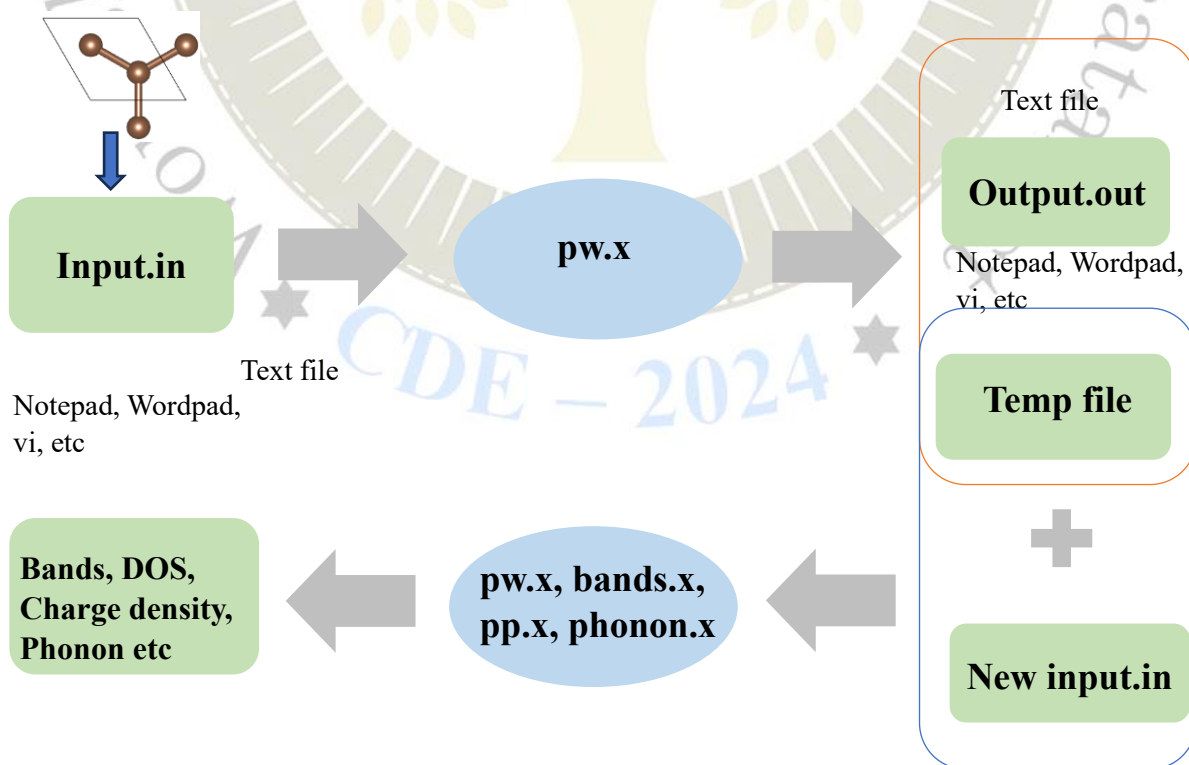 Input.in
Text file
Notepad, Wordpad,
vi, etc
pw.x
Text file
Output.out
Notepad, Wordpad,
vi, etc
Temp file
New input.in
pw.x, bands.x,
pp.x, phonon.x
Bands, DOS,
Charge density,
Phonon etc
CDE – 2024